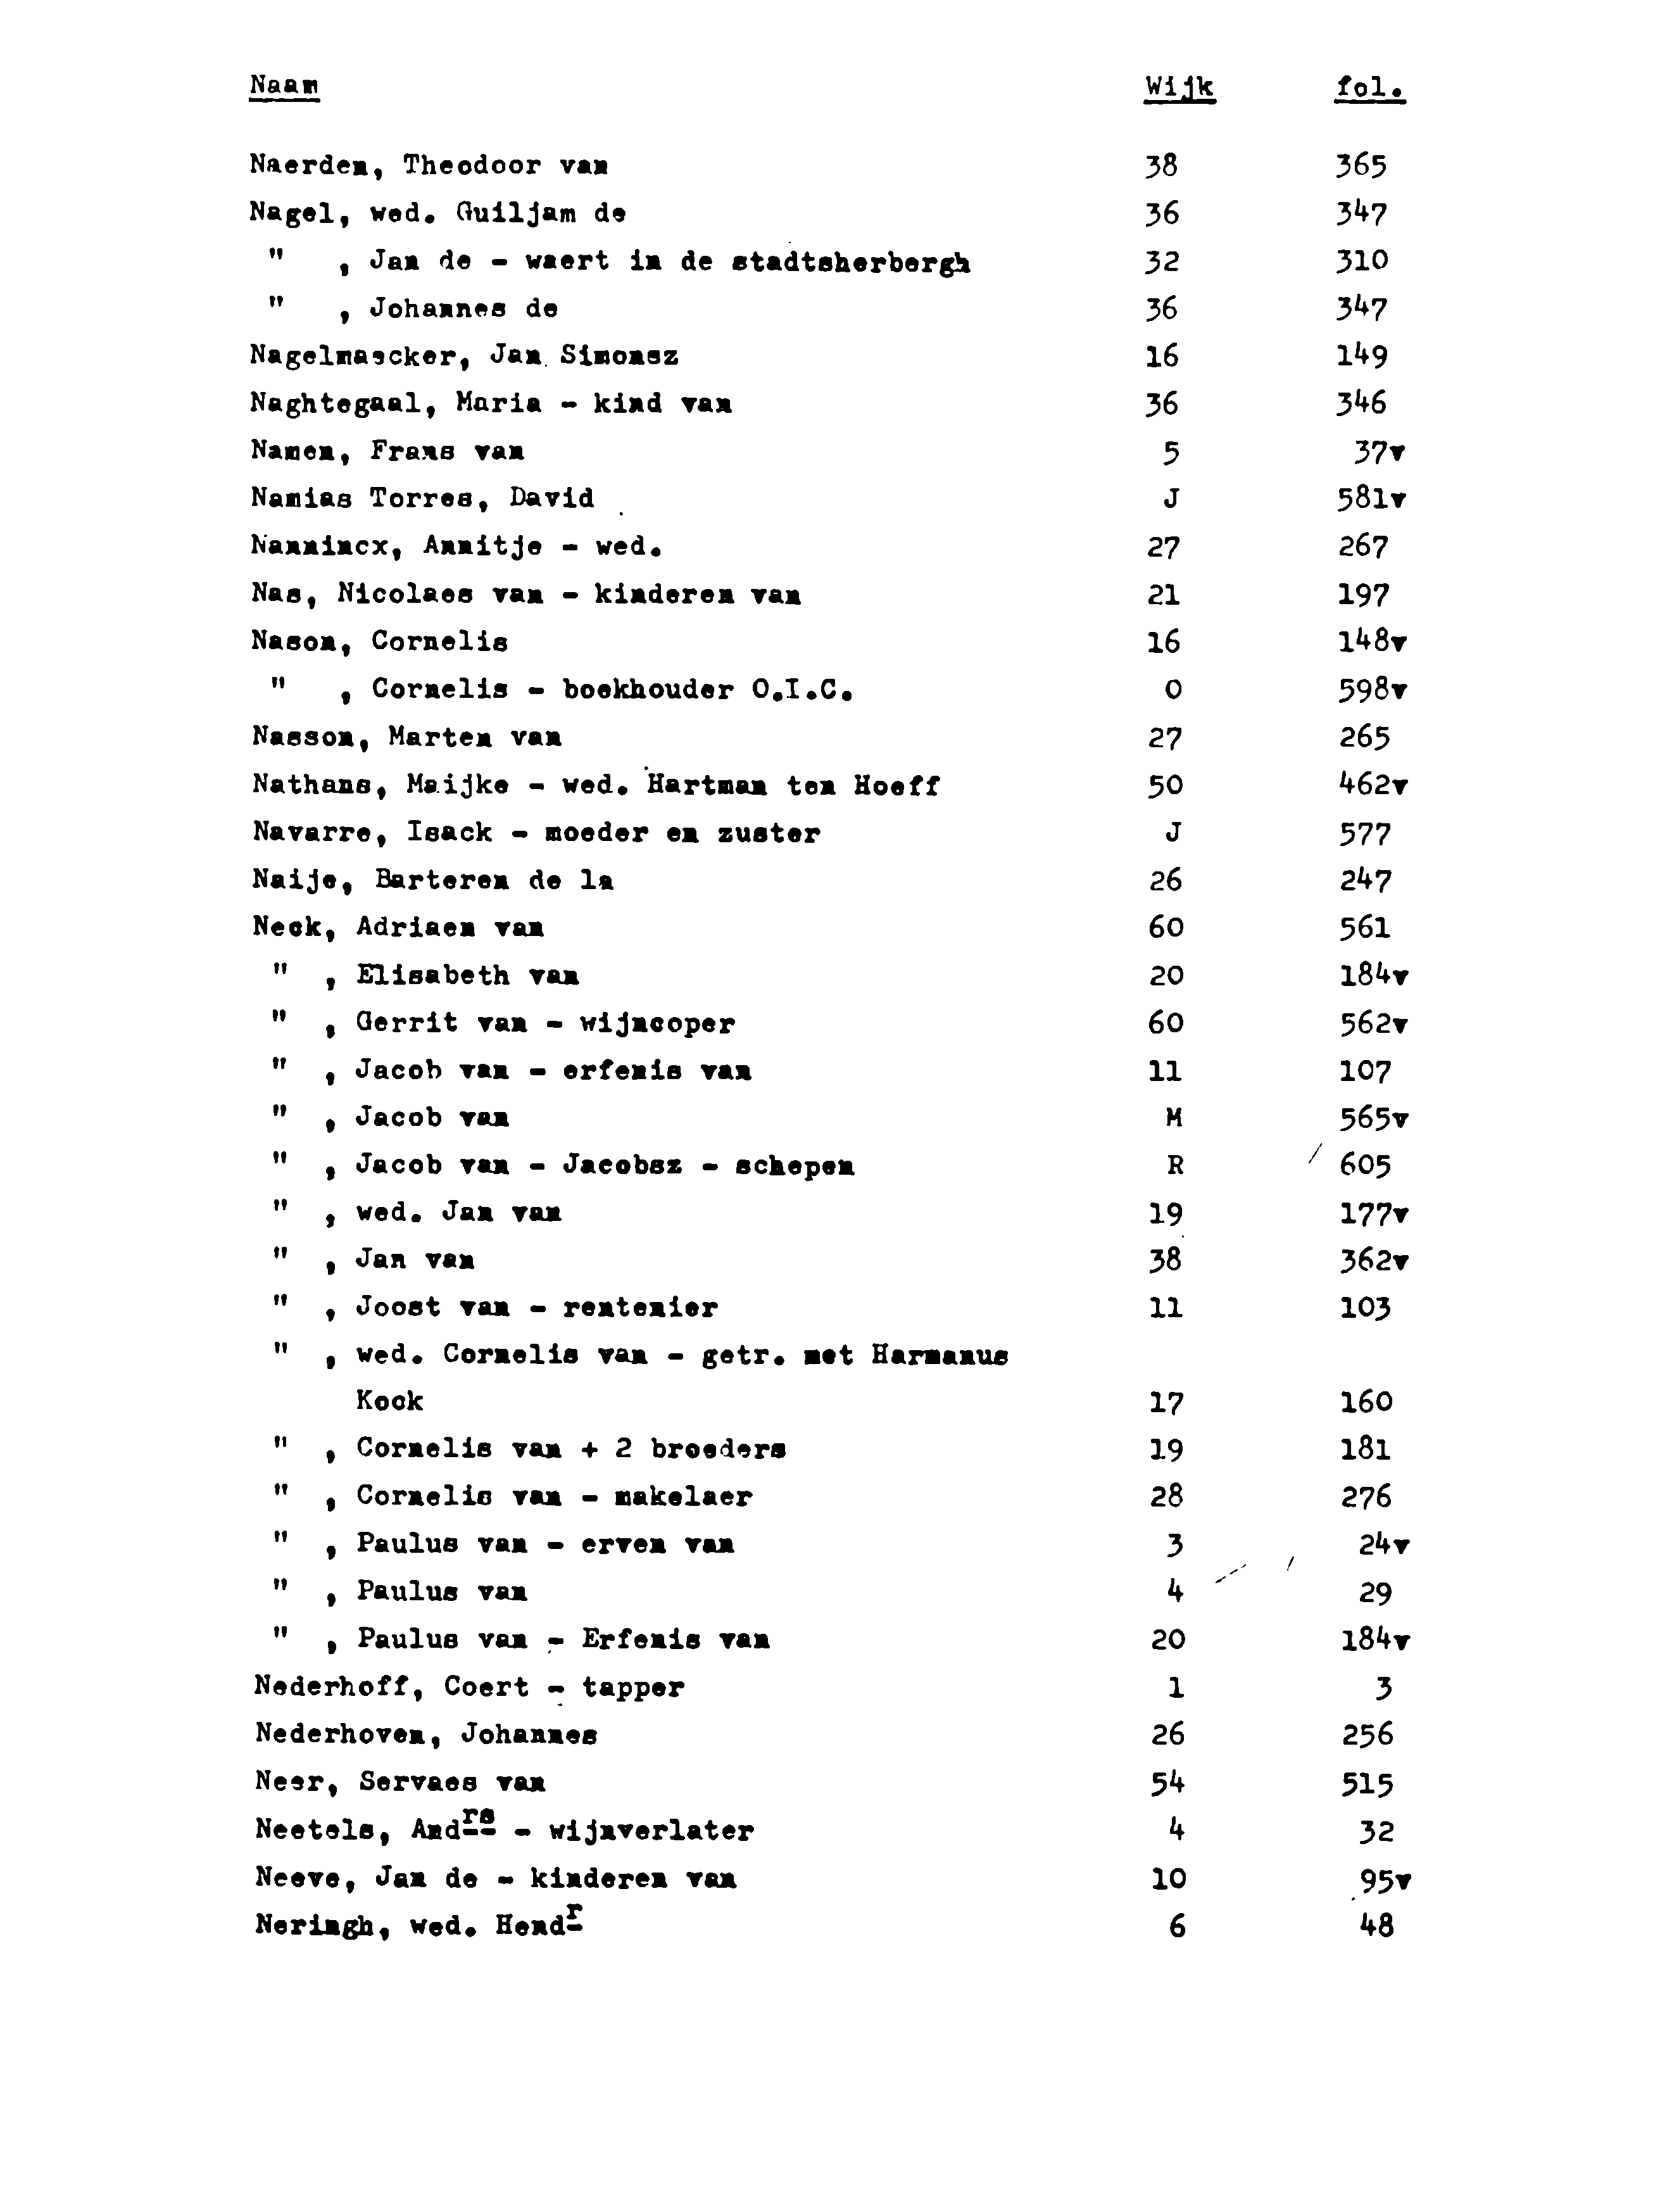 Naam Wijk fol.
Naerden, Theodoor van 38 365
Nagel, wed. Guiljam de 36 347
" , Jan de - waert in de stadtsherbergh 32 310
" , Johannes de 36 347
Nagelmaecker, Jan Simonsz 16 149
Naghtegaal, Maria - kind van 36 346
Namen, Frans van 5 37v
Namias Torres, David J 581v
Nannincx, Annitje - wed. 27 267
Nas, Nicolaes van - kinderen van 21 197
Nason, Cornelis 16 148v
" , Cornelis - boekhouder O.I.C. O 598v
Nasson, Marten van 27 265
Nathans, Maijke - wed. Hartman ten Hoeff 50 462v
Navarre, Isack - moeder en zuster J 577
Naije, Barteren de la 26 247
Neck, Adriaen van 60 561
" , Elisabeth van 20 184v
" , Gerrit van - wijncoper 60 562v
" , Jacob van - erfenis van 11 107
" , Jacob van M 565v
" , Jacob van - Jacobsz - schepen R 605
" , wed. Jan van 19 177v
" , Jan van 38 362v
" , Joost van - rentenier 11 103
" , wed. Cornelis van - getr. met Harmanus
Kock 17 160
" , Cornelis van + 2 broeders 19 181
" , Cornelis van - makelaer 28 276
" , Paulus van - erven van 3 24v
" , Paulus van 4 29
" , Paulus van - Erfenis van 20 184v
Nederhoff, Coert - tapper 1 3
Nederhoven, Johannes 26 256
Neer, Servaes van 54 515
Neetels, Andrs - wijnverlater 4 32
Neeve, Jan de - kinderen van 10 95v
Neringh, wed. Hendr 6 48